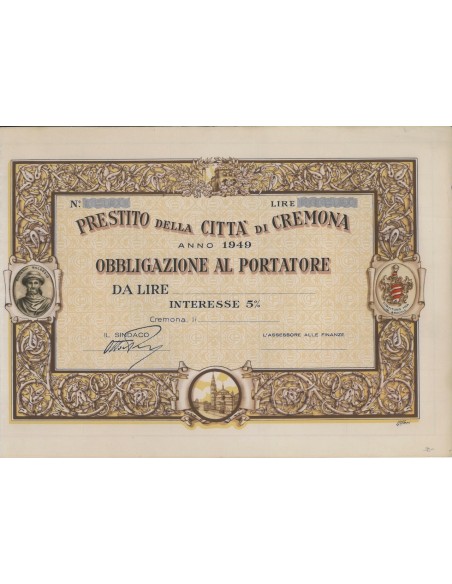 N.°
LIRE
PRESTITO DELLA CITTÀ DI CREMONA
ANNO 1949
OBBLIGAZIONE AL PORTATORE
DA LIRE
INTERESSE 5%
Cremona, li
IL SINDACO
L'ASSESSORE ALLE FINANZE